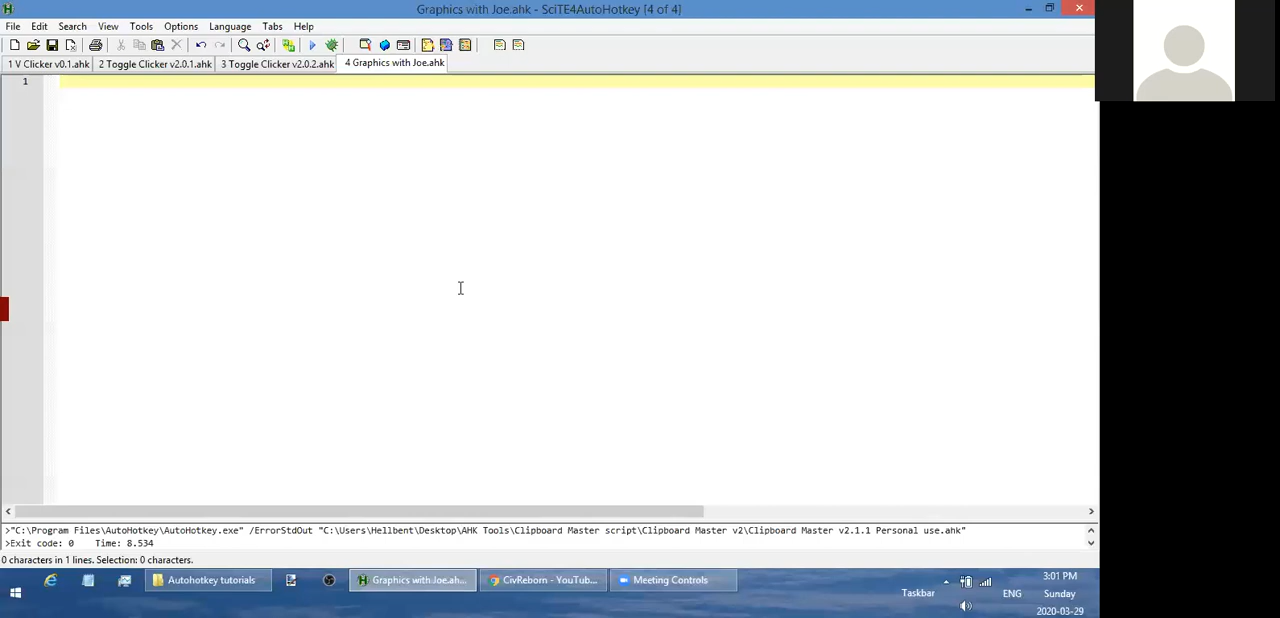 Graphics with Joe.ahk - SciTE4AutoHotkey [4 of 4]
File Edit Search View Tools Options Language Tabs Help
1 V Clicker v0.1.ahk 2 Toggle Clicker v2.0.1.ahk 3 Toggle Clicker v2.0.2.ahk 4 Graphics with Joe.ahk
1
>"C:\Program Files\AutoHotkey\AutoHotkey.exe" /ErrorStdOut "C:\Users\Hellbent\Desktop\AHK Tools\Clipboard Master script\Clipboard Master v2\Clipboard Master v2.1.1 Personal use.ahk"
>Exit code: 0 Time: 8.534
0 characters in 1 lines. Selection: 0 characters.
Autohotkey tutorials Graphics with Joe.ah... CivReborn - YouTub... Meeting Controls Taskbar ENG 3:01 PM
Sunday
2020-03-29